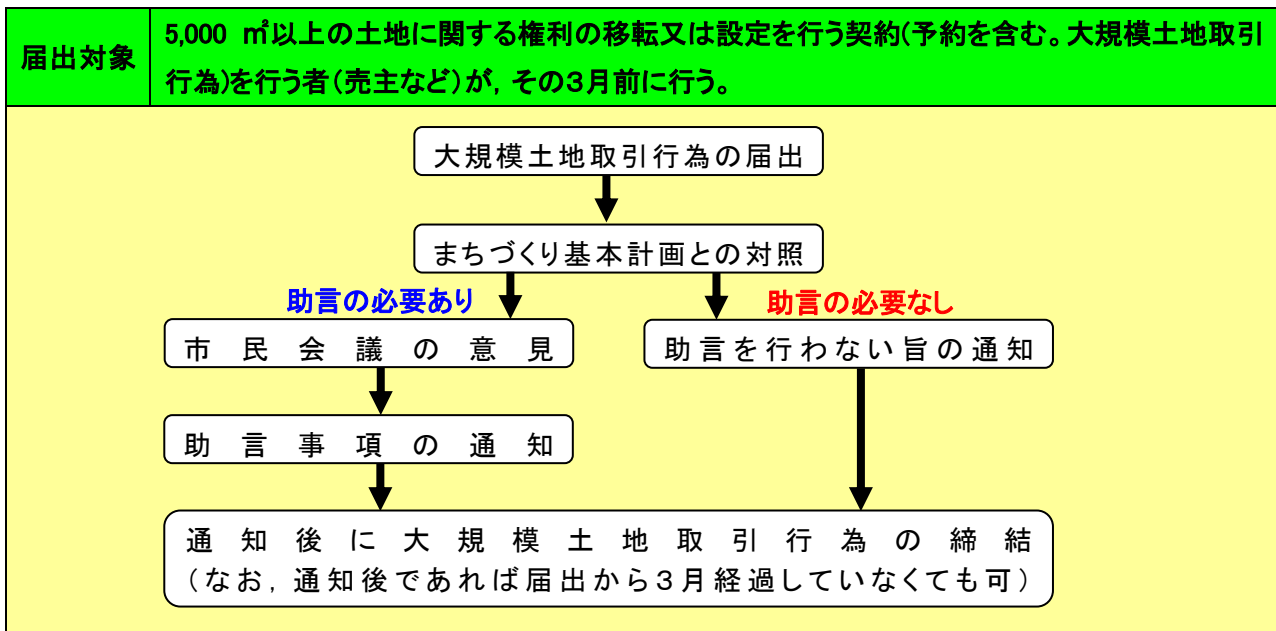 届出対象
5,000 ㎡以上の土地に関する権利の移転又は設定を行う契約(予約を含む。大規模土地取引
行為)を行う者(売主など)が，その３月前に行う。
大規模土地取引行為の届出
まちづくり基本計画との対照
助言の必要あり
助言の必要なし
市民会議の意見
助言を行わない旨の通知
助言事項の通知
通知後に大規模土地取引行為の締結
(なお，通知後であれば届出から３月経過していなくても可)